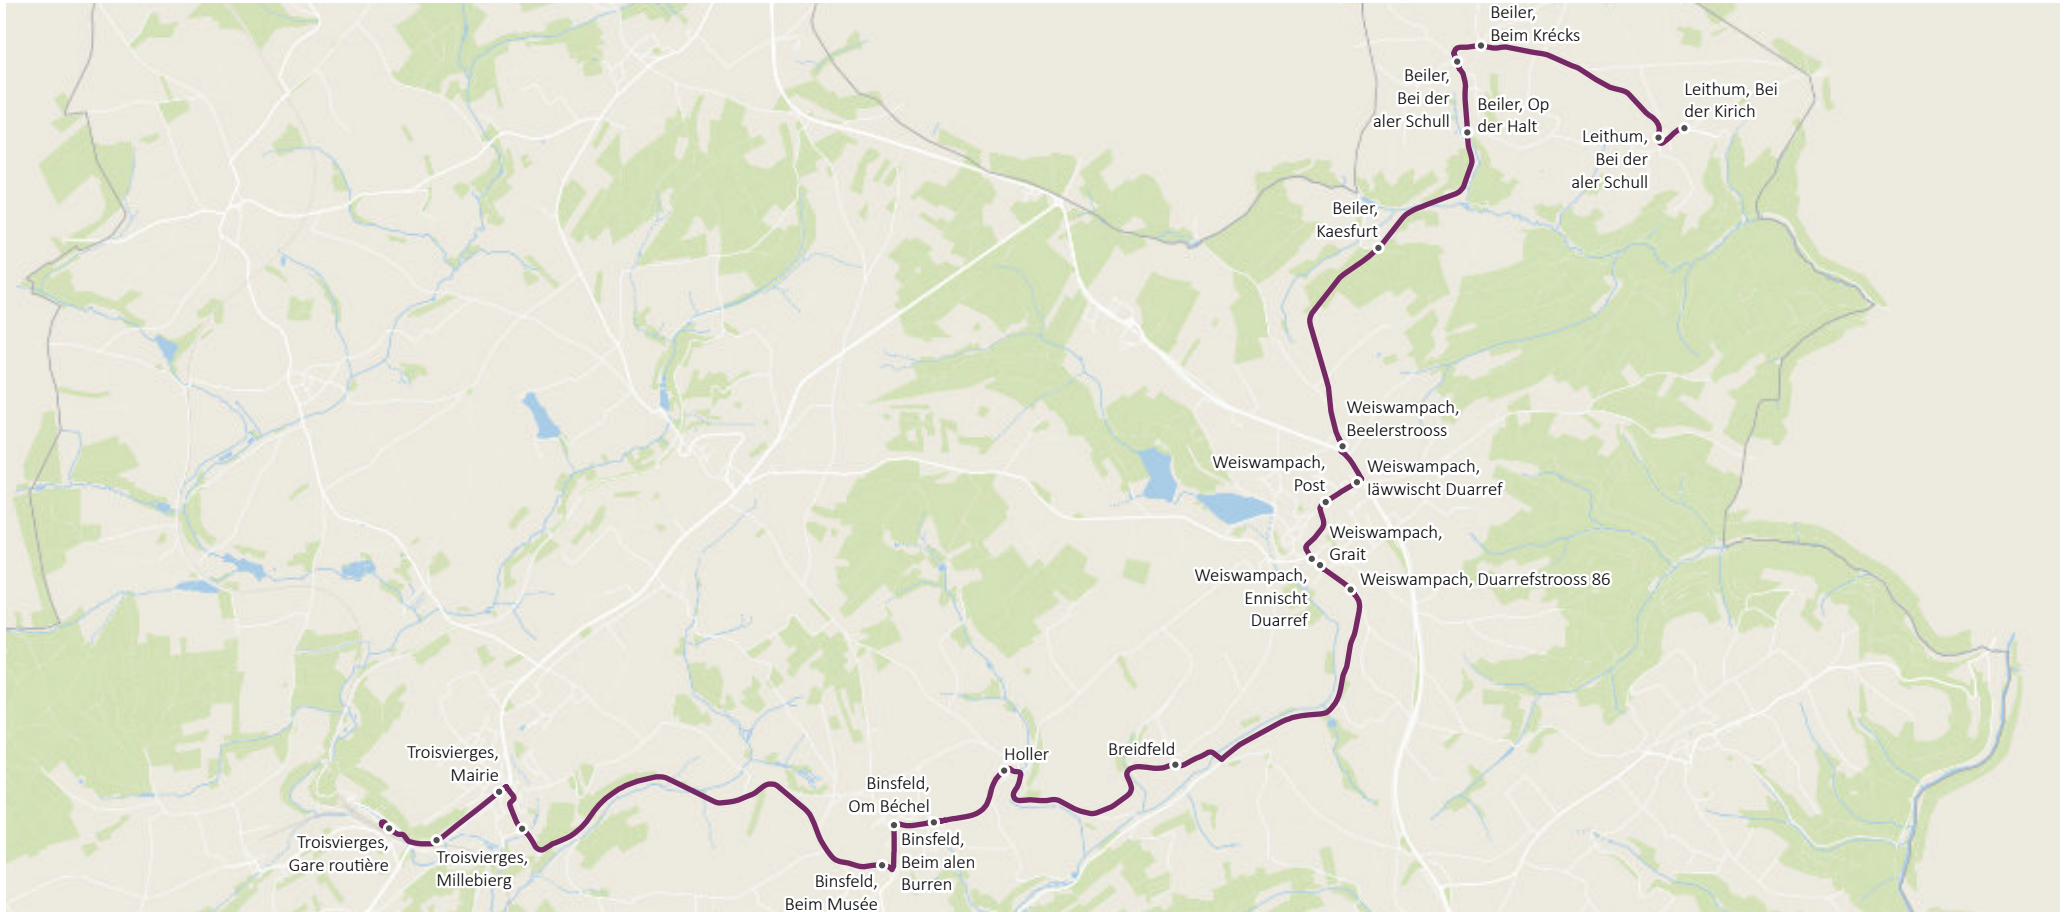 Beiler,
Beim Krécks
Beiler,
Bei der
aler Schull
Beiler, Op
der Halt
Leithum, Bei
der Kirich
Leithum,
Bei der
aler Schull
Beiler,
Kaesfurt
Weiswampach,
Beelerstrooss
Weiswampach,
Post
Weiswampach,
Iäwwischt Duarref
Weiswampach,
Grait
Weiswampach,
Ennischt
Duarref
Weiswampach, Duarrefstrooss 86
Breidfeld
Holler
Binsfeld,
Om Béchel
Binsfeld,
Beim alen
Burren
Binsfeld,
Beim Musée
Troisvierges,
Mairie
Troisvierges,
Millebierg
Troisvierges,
Gare routière